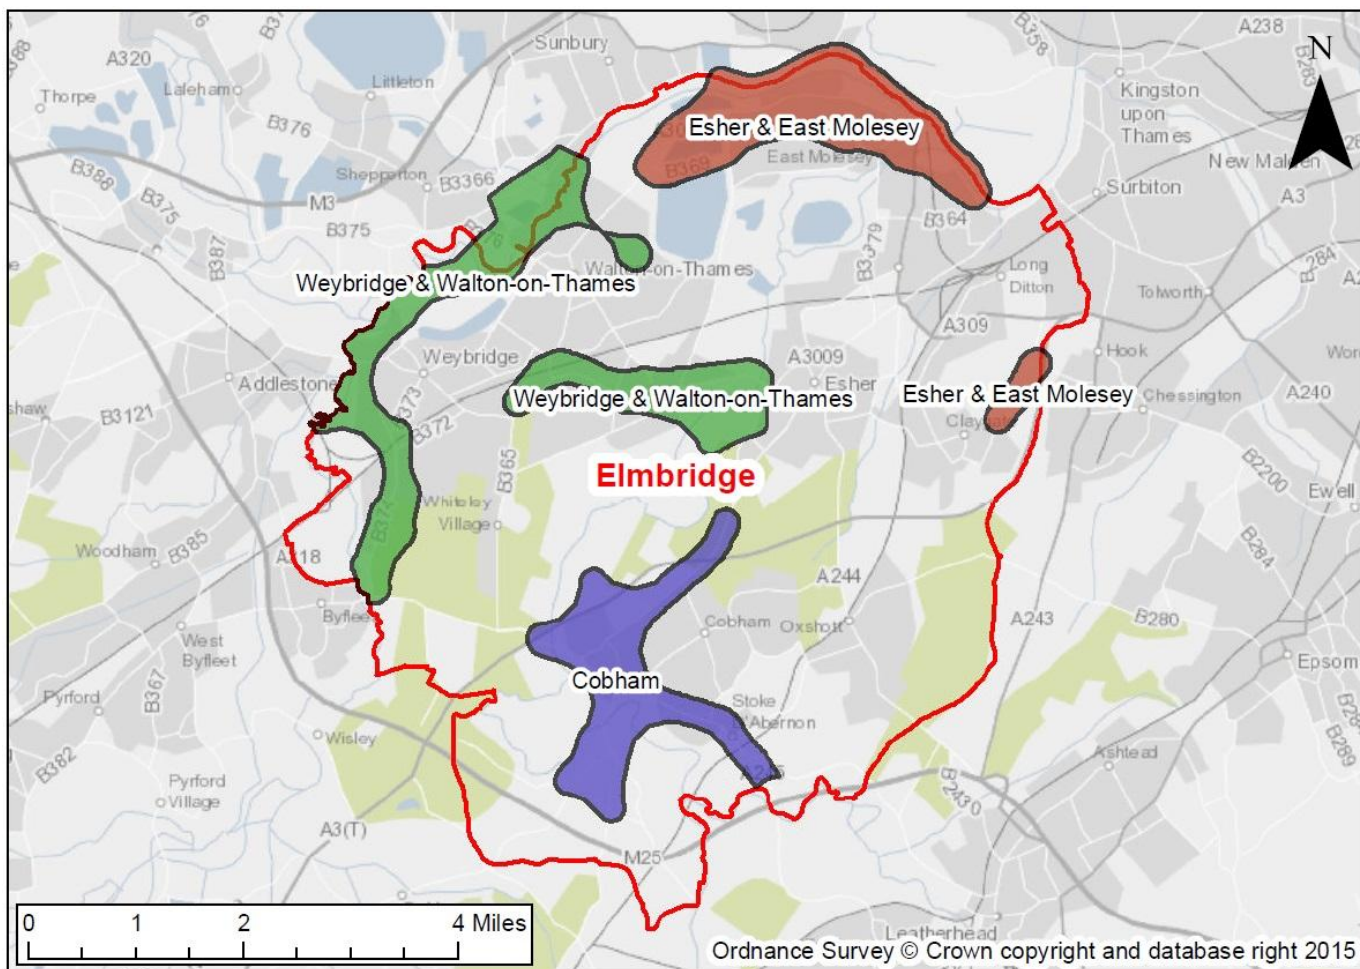 A238
A320
Sunbury
B358
N
B283
Laleham
Littleton
Thorpe
Kingston
upon
Thames
B376
Esher & East Molesey
East Molesey
B369
New Malden
B388
Shepperton
B3366
Surbiton
A3
M3
B375
B375
B364
B387
B3379
Walton-on-Thames
Long
Ditton
Weybridge & Walton-on-Thames
Tolworth
A309
Weybridge
A3009
Hook
Addlestone
Esher
Esher & East Molesey
A240
B3121
B373
Weybridge & Walton-on-Thames
Chessington
B372
Elmbridge
B365
B2200
Ewell
Whiteley
Village
B385
Woodham
B284
A244
Byfleet
Cobham
Oxshott
A243
B280
West
Byfleet
Epsom
B367
Cobham
Pyrford
Stoke
D'Abernon
Wisley
B289
B382
Ashtead
Pyrford
Village
B2430
A3(T)
M25
0 1 2 4 Miles
Leatherhead
Ordnance Survey © Crown copyright and database right 2015